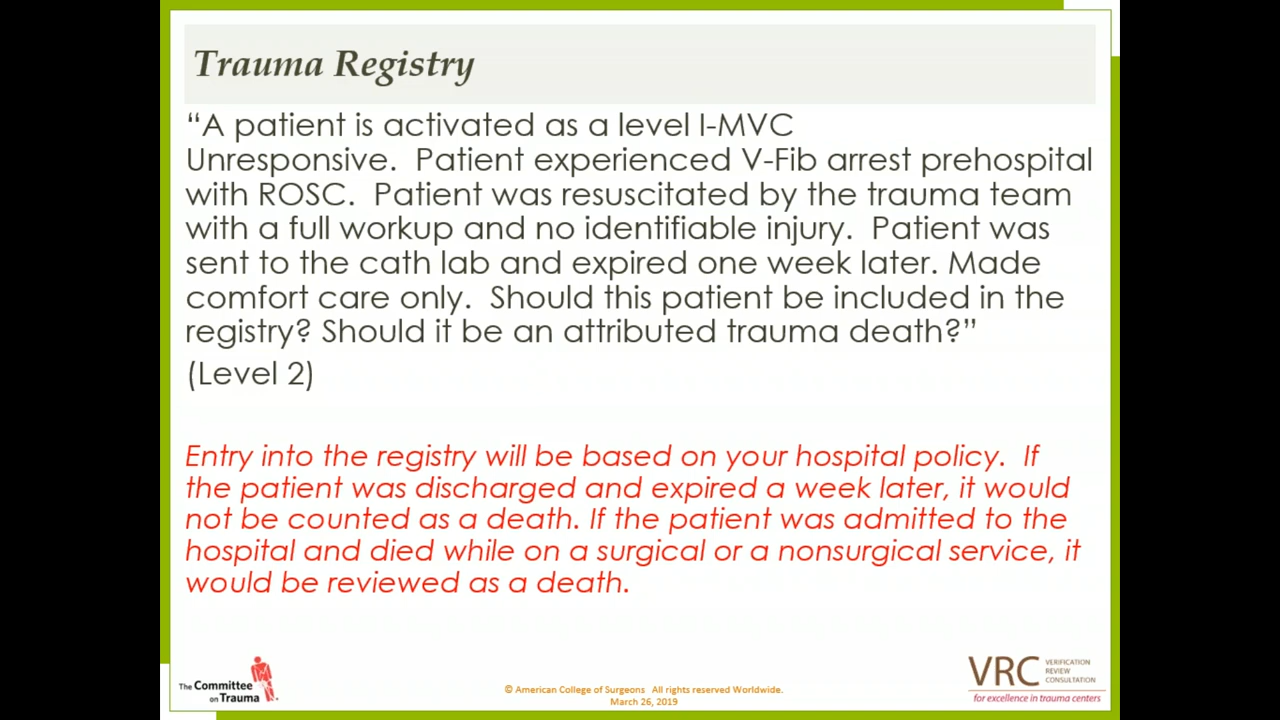 Trauma Registry
“A patient is activated as a level I-MVC
Unresponsive.  Patient experienced V-Fib arrest prehospital
with ROSC.  Patient was resuscitated by the trauma team
with a full workup and no identifiable injury.  Patient was
sent to the cath lab and expired one week later. Made
comfort care only.  Should this patient be included in the
registry? Should it be an attributed trauma death?”
(Level 2)
Entry into the registry will be based on your hospital policy.  If
the patient was discharged and expired a week later, it would
not be counted as a death. If the patient was admitted to the
hospital and died while on a surgical or a nonsurgical service, it
would be reviewed as a death.
The Committee
on Trauma
© American College of Surgeons   All rights reserved Worldwide.
March 26, 2019
VRC
VERIFICATION
REVIEW
CONSULTATION
for excellence in trauma centers